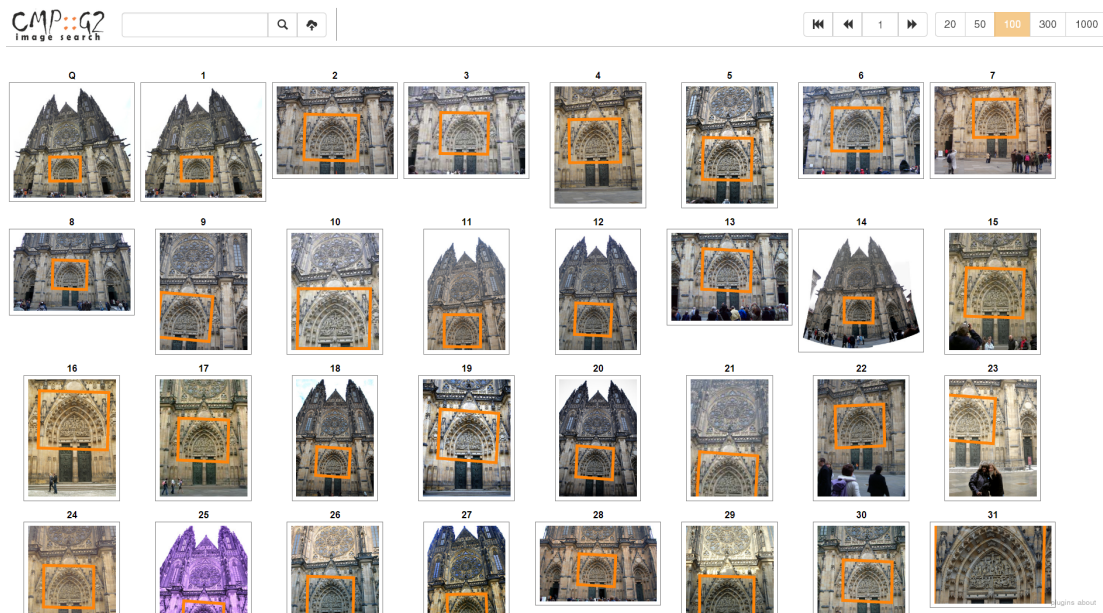 CMP::G2
image search
1
20 50 100 300 1000
Q 1 2 3 4 5 6 7
8 9 10 11 12 13 14 15
16 17 18 19 20 21 22 23
24 25 26 27 28 29 30 31
plugins about